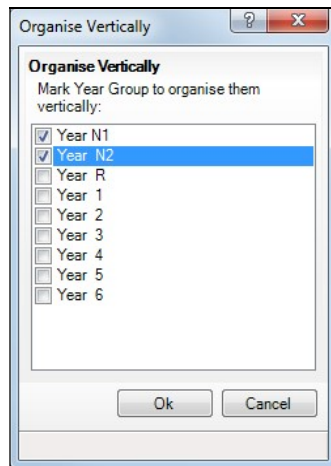 Organise Vertically
Organise Vertically
Mark Year Group to organise them
vertically:
Year N1
Year N2
Year R
Year 1
Year 2
Year 3
Year 4
Year 5
Year 6
Ok Cancel